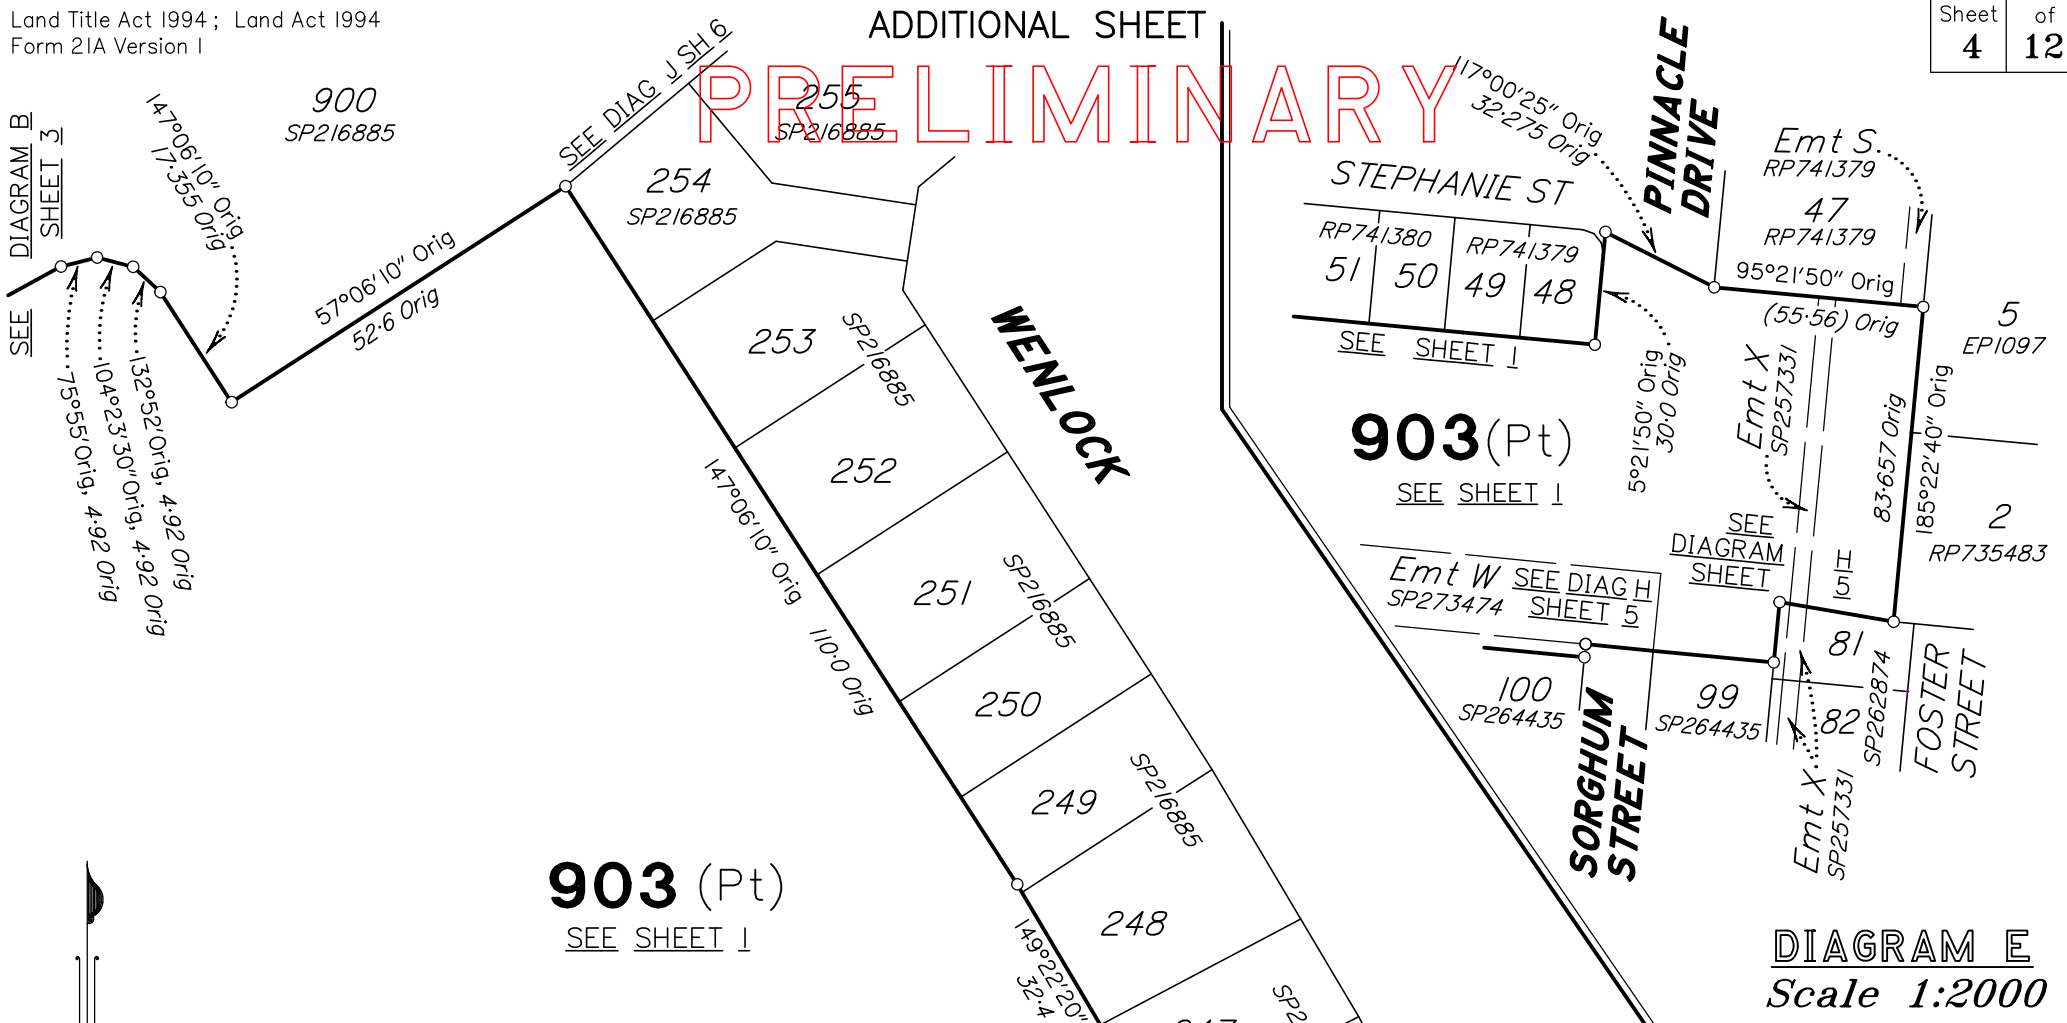 Land Title Act 1994 ; Land Act 1994
Form 21A Version 1
ADDITIONAL SHEET
Sheet of
4 12
PRELIMINARY
SEE DIAGRAM B
SHEET 3
147°06'10" Orig
17·355 Orig
900
SP216885
SEE DIAG J SH 6
255
SP216885
254
SP216885
117°00'25" Orig
32·275 Orig
PINNACLE
DRIVE
Emt S
RP741379
47
RP741379
STEPHANIE ST
RP741380
RP741379
51
50
49
48
95°21'50" Orig
(55·56) Orig
5
EP1097
57°06'10" Orig
52·6 Orig
75°55'Orig, 4·92 Orig
104°23'30"Orig, 4·92 Orig
132°52'Orig, 4·92 Orig
253
SP216885
WENLOCK
SEE SHEET 1
5°21'50" Orig
30·0 Orig
Emt X
SP257331
83·657 Orig
185°22'40" Orig
903 (Pt)
SEE SHEET 1
252
147°06'10" Orig
110·0 Orig
2
RP735483
SEE
DIAGRAM H
SHEET 5
Emt W
SP273474
SEE DIAG H
SHEET 5
251
SP216885
250
81
SP262874
82
100
SP264435
99
SP264435
FOSTER
STREET
SORGHUM
STREET
Emt X
SP257331
249
SP216885
903 (Pt)
SEE SHEET 1
248
149°22'20"
32·4
SP2
247
DIAGRAM E
Scale 1:2000